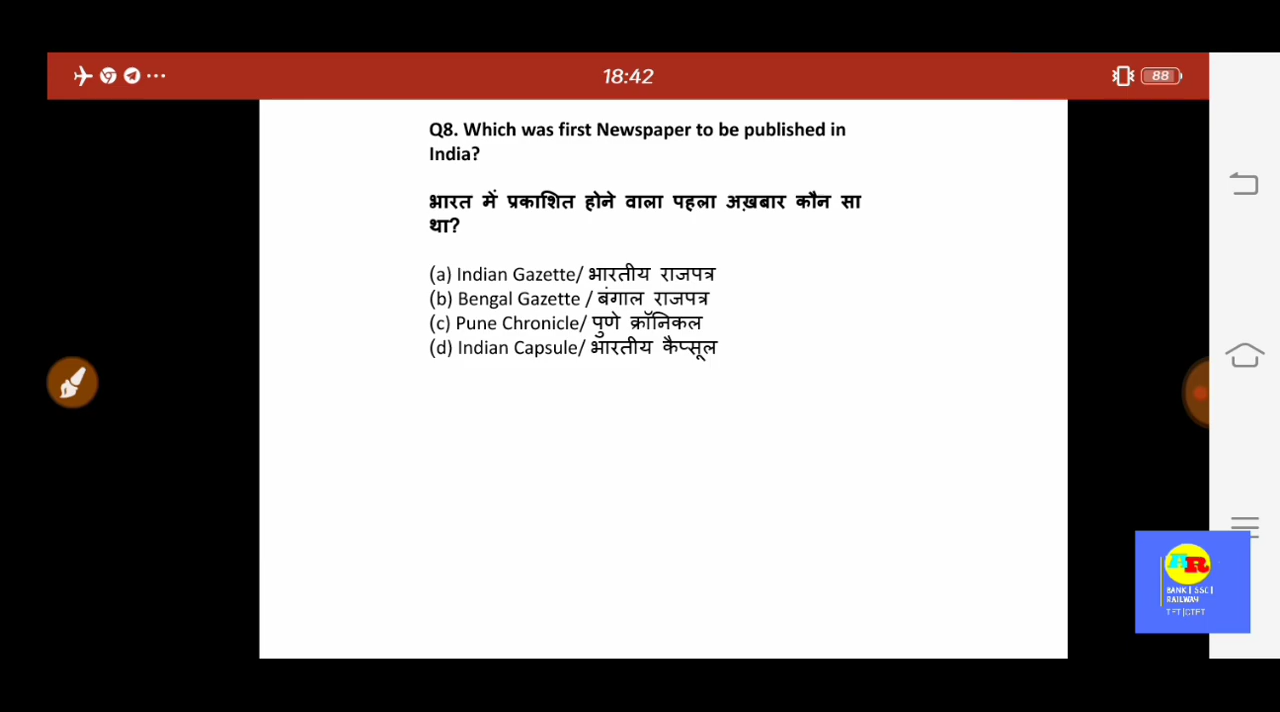 18:42
88
Q8. Which was first Newspaper to be published in
India?
भारत में प्रकाशित होने वाला पहला अख़बार कौन सा
था?
(a) Indian Gazette/ भारतीय राजपत्र
(b) Bengal Gazette / बंगाल राजपत्र
(c) Pune Chronicle/ पुणे क्रॉनिकल
(d) Indian Capsule/ भारतीय कैप्सूल
AR
BANK | SSC |
RAILWAY
TET |CTET